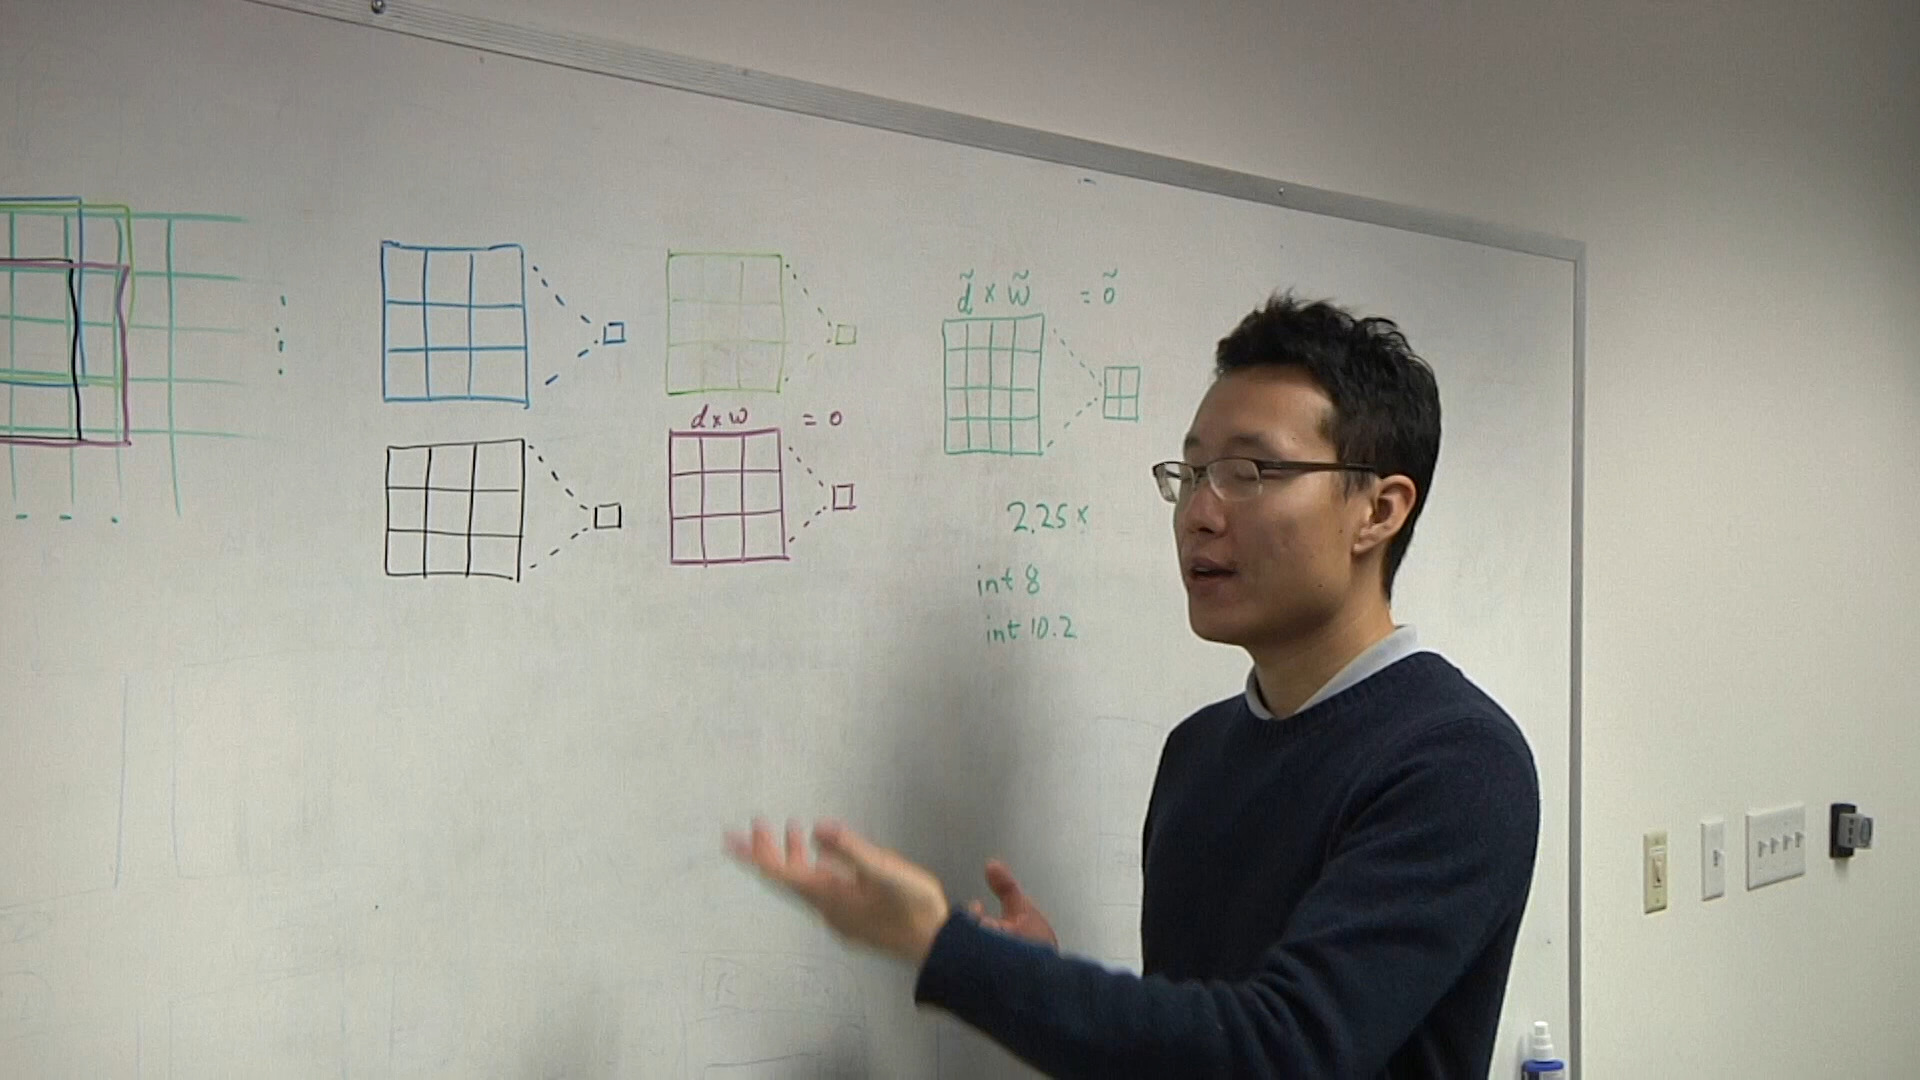 d × w = o
d̃ × w̃ = õ
2.25 x
int 8
int 10.2